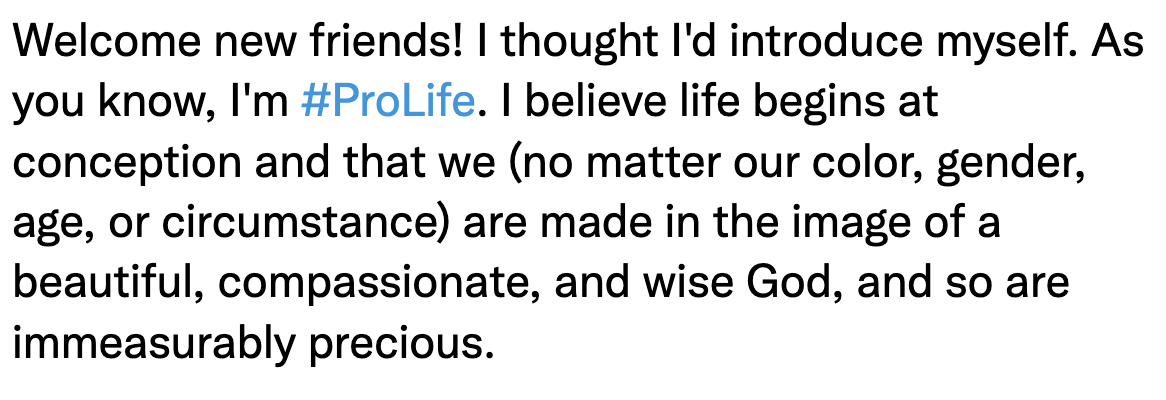 Welcome new friends! I thought I'd introduce myself. As
you know, I'm #ProLife. I believe life begins at
conception and that we (no matter our color, gender,
age, or circumstance) are made in the image of a
beautiful, compassionate, and wise God, and so are
immeasurably precious.